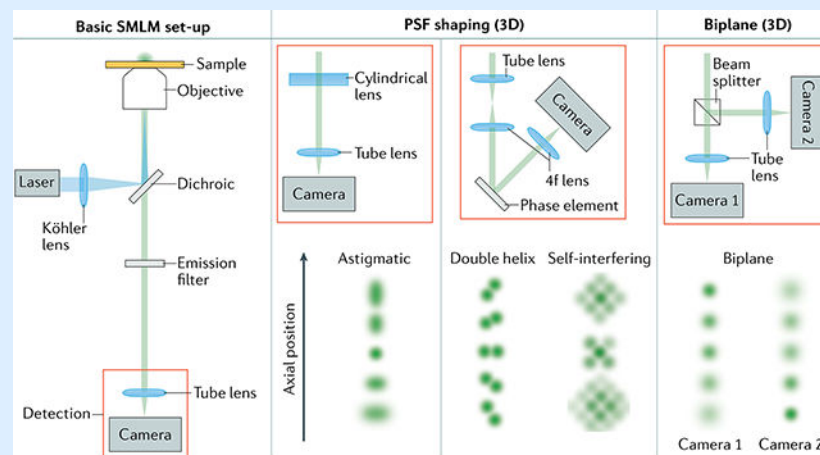 Basic SMLM set-up
Sample
Objective
Laser
Dichroic
Köhler
lens
Emission
filter
Tube lens
Detection
Camera
PSF shaping (3D)
Cylindrical
lens
Tube lens
Camera
Tube lens
Camera
4f lens
Phase element
Axial position
Astigmatic
Double helix
Self-interfering
Biplane (3D)
Beam
splitter
Camera 2
Tube
lens
Camera 1
Biplane
Camera 1
Camera 2